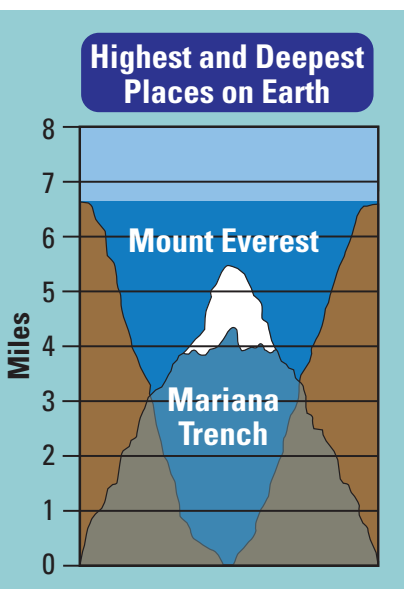 Highest and Deepest
Places on Earth
8
7
6
5
4
3
2
1
0
Miles
Mount Everest
Mariana
Trench